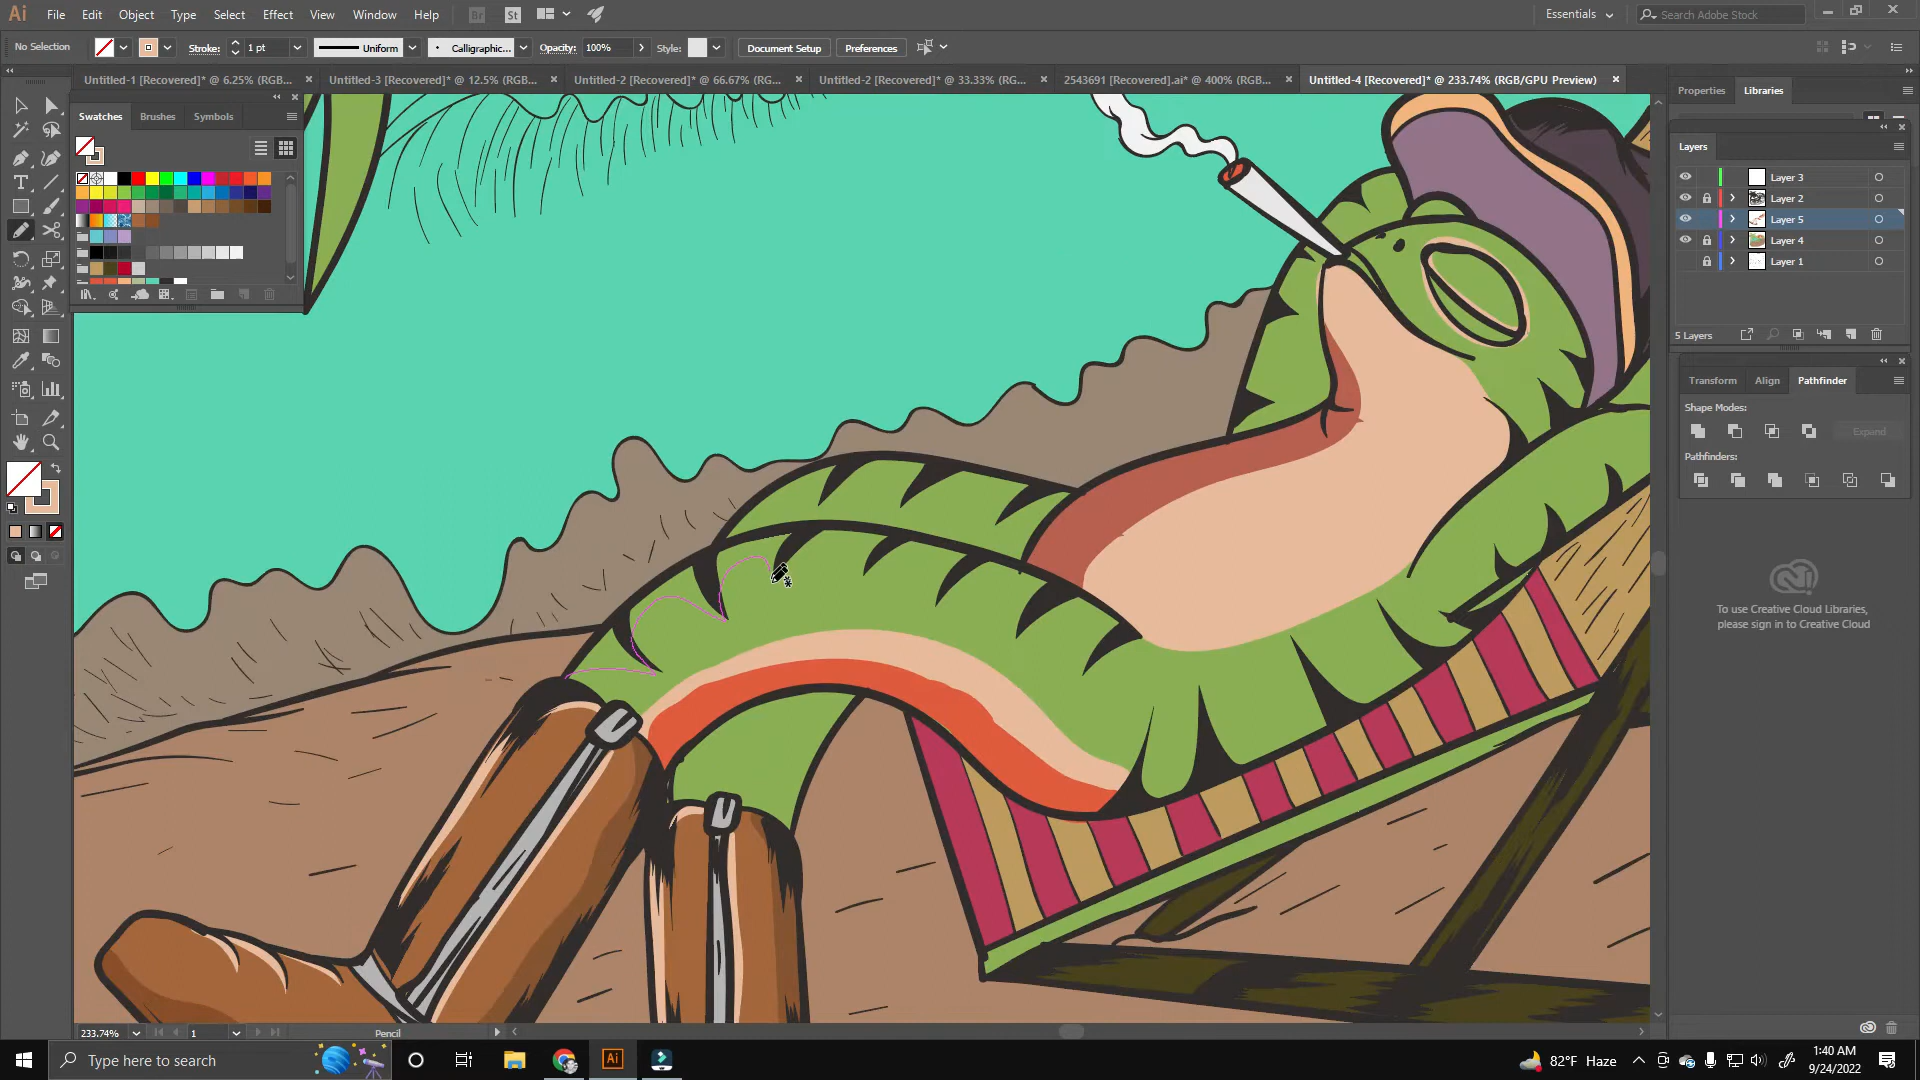 Ai File Edit Object Type Select Effect View Window Help Br St Essentials Search Adobe Stock
No Selection Stroke: 1 pt Uniform Calligraphic... Opacity: 100% Style: Document Setup Preferences
Untitled-1 [Recovered]* @ 6.25% (RGB... × Untitled-3 [Recovered]* @ 12.5% (RGB... × Untitled-2 [Recovered]* @ 66.67% (RG... × Untitled-2 [Recovered]* @ 33.33% (RG... × 2543691 [Recovered].ai* @ 400% (RGB... × Untitled-4 [Recovered]* @ 233.74% (RGB/GPU Preview) ×
Properties Libraries
Swatches Brushes Symbols
Layers
Layer 3
Layer 2
Layer 5
Layer 4
Layer 1
5 Layers
Transform Align Pathfinder
Shape Modes:
Expand
Pathfinders:
To use Creative Cloud Libraries,
please sign in to Creative Cloud
233.74% 1 Pencil
Type here to search Ai 82°F Haze 1:40 AM
9/24/2022